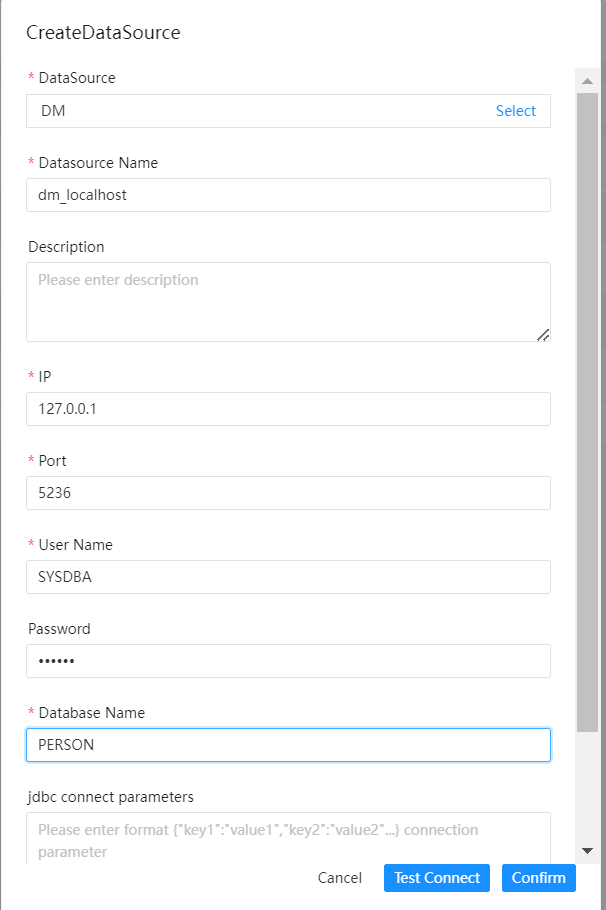 CreateDataSource
* DataSource
DM Select
* Datasource Name
dm_localhost
Description
Please enter description
* IP
127.0.0.1
* Port
5236
* User Name
SYSDBA
Password
••••••
* Database Name
PERSON
jdbc connect parameters
Please enter format {"key1":"value1","key2":"value2"...} connection
parameter
Cancel Test Connect Confirm